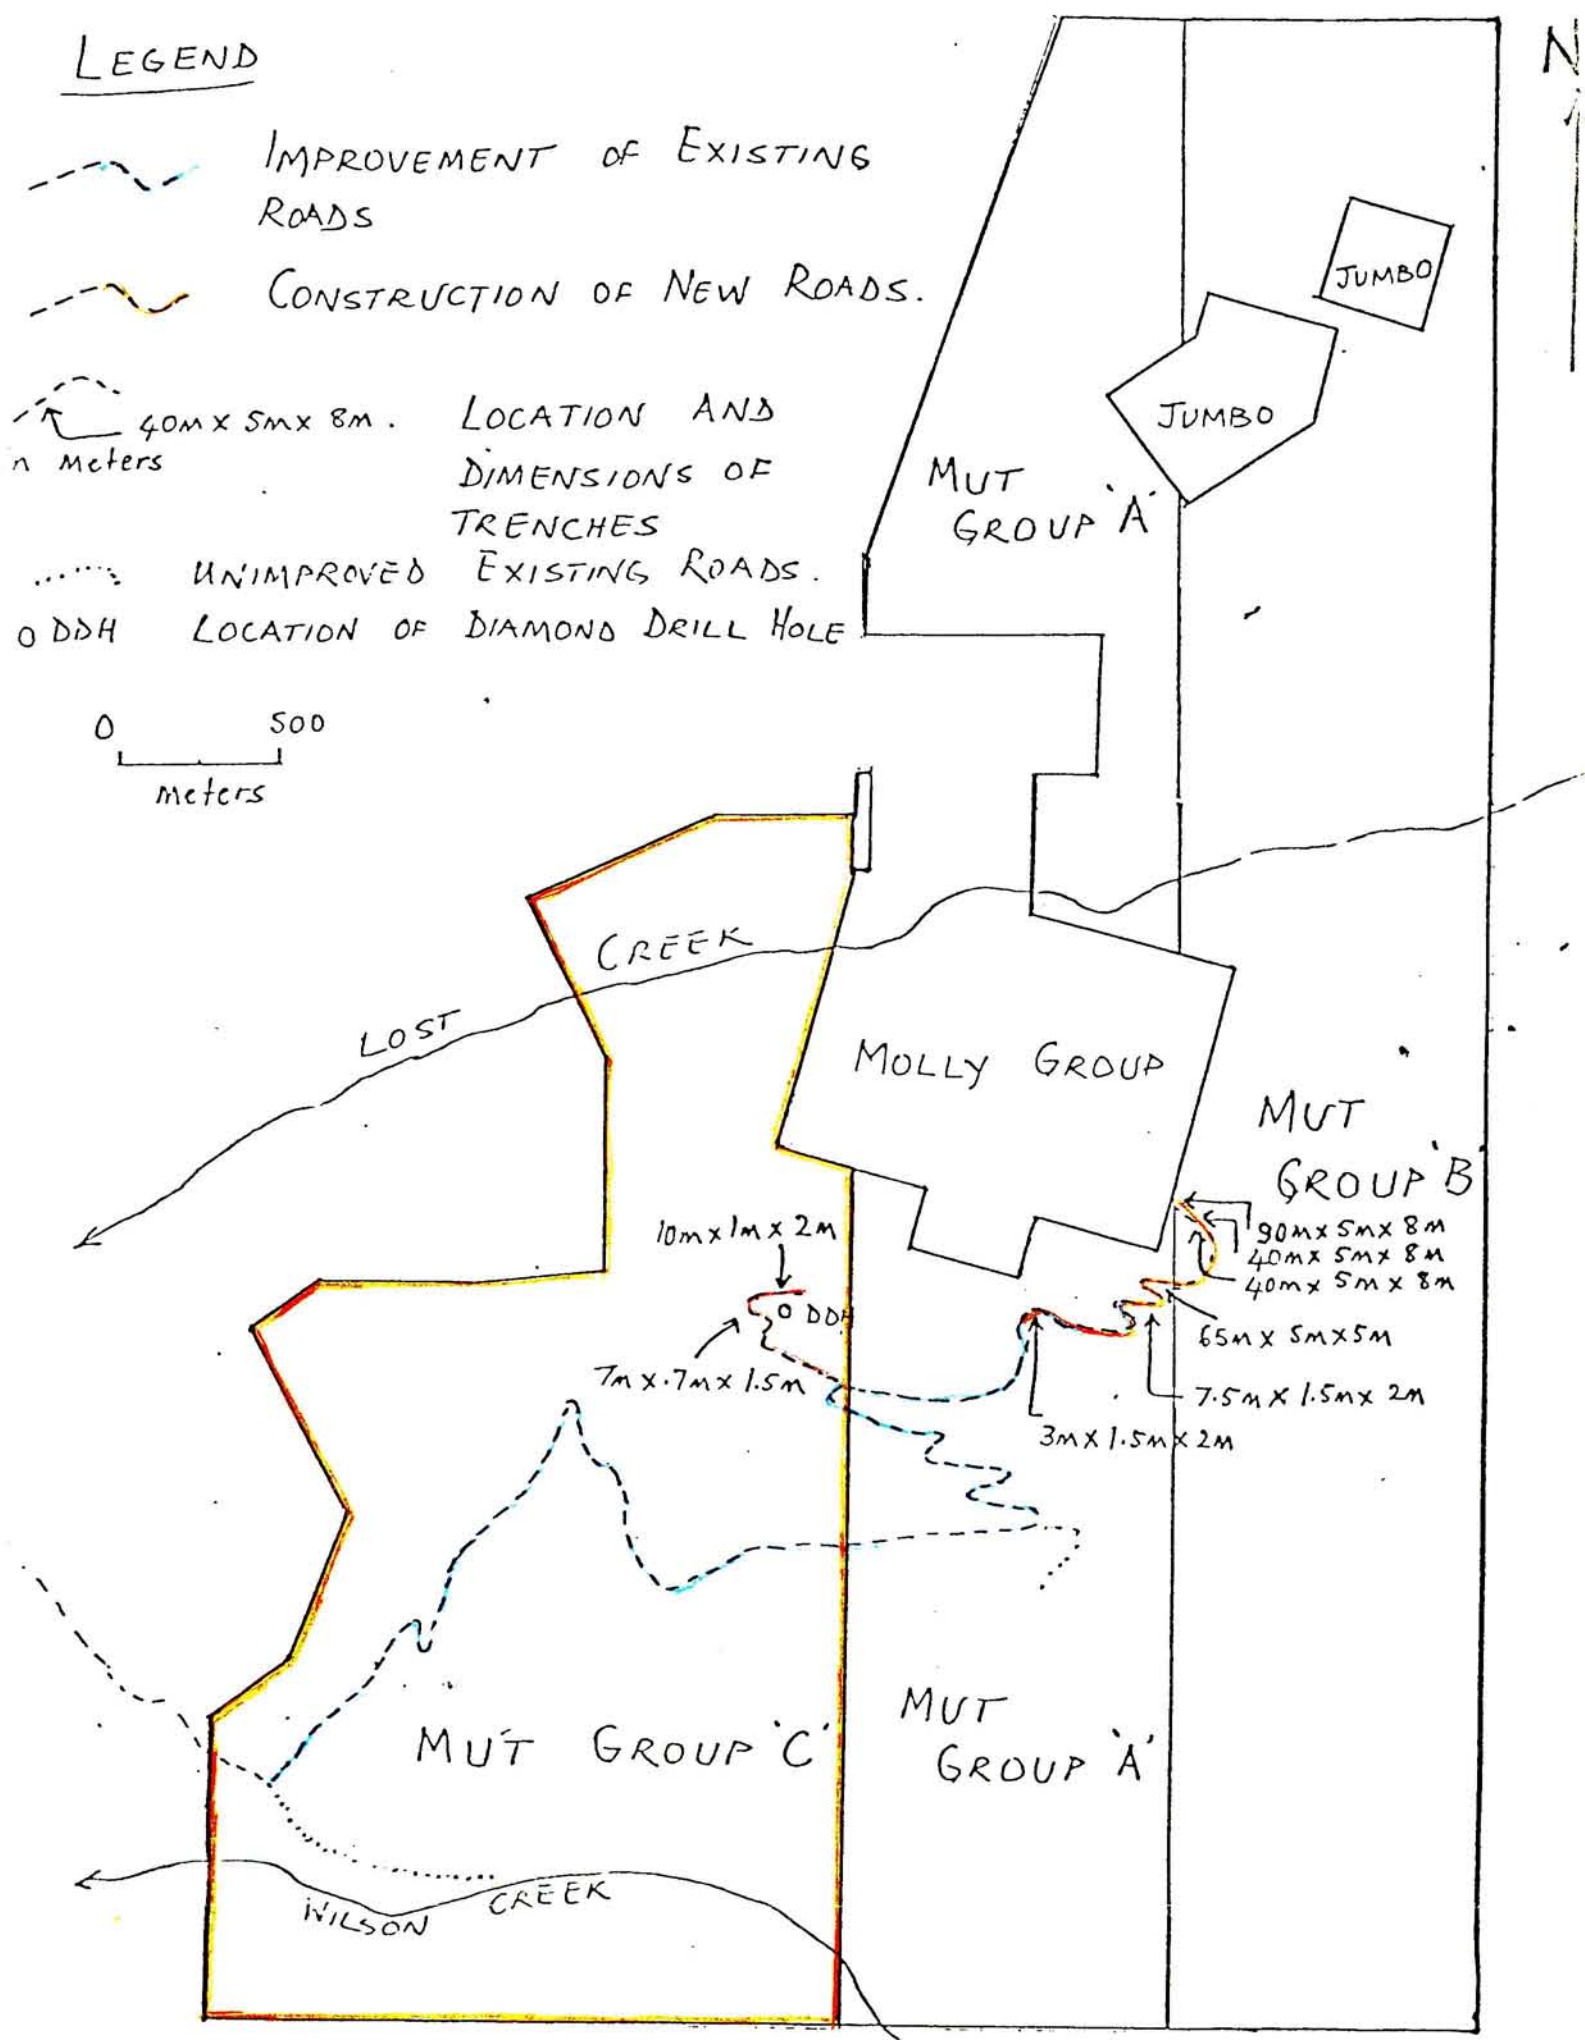 LEGEND
N
IMPROVEMENT OF EXISTING
ROADS
CONSTRUCTION OF NEW ROADS.
40M X 5M X 8M. LOCATION AND
n Meters
DIMENSIONS OF
TRENCHES
UNIMPROVED EXISTING ROADS.
O DDH LOCATION OF DIAMOND DRILL HOLE
0 500
meters
JUMBO
JUMBO
MUT
GROUP 'A'
LOST CREEK
MOLLY GROUP
MUT
GROUP 'B'
10m x 1m x 2m
90m x 5m x 8m
40m x 5m x 8m
40m x 5m x 8m
O DDH
65m x 5m x 5m
7m x .7m x 1.5m
7.5m x 1.5m x 2m
3m x 1.5m x 2m
MUT GROUP 'C'
MUT
GROUP 'A'
WILSON CREEK